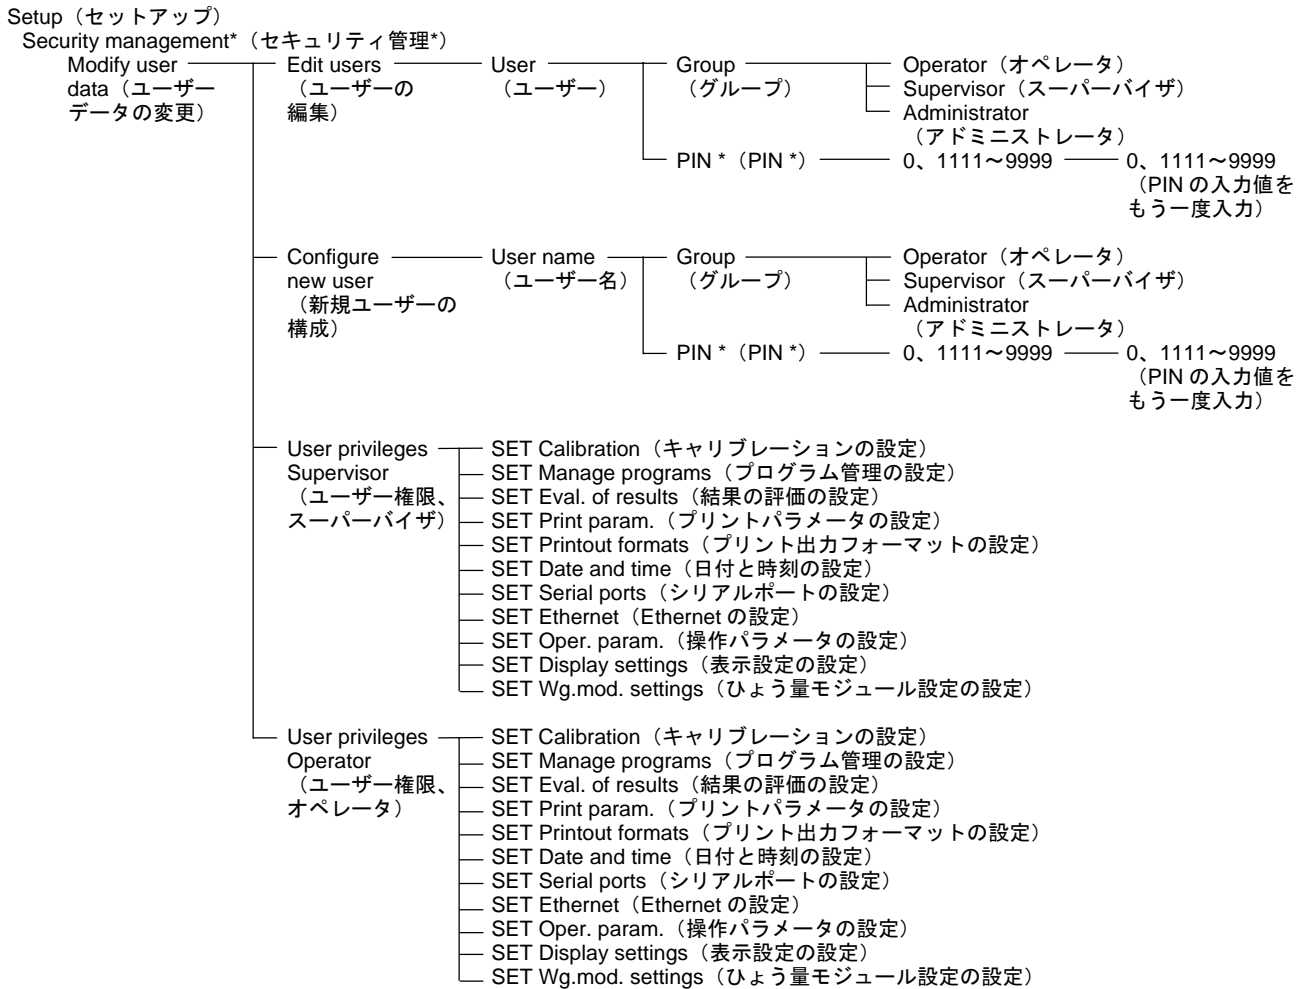 Setup（セットアップ）
Security management*（セキュリティ管理*）
Modify user
data（ユーザー
データの変更）
Edit users
（ユーザーの
編集）
User
（ユーザー）
Group
（グループ）
Operator（オペレータ）
Supervisor（スーパーバイザ）
Administrator
（アドミニストレータ）
PIN *（PIN *）
0、1111～9999
0、1111～9999
（PIN の入力値を
もう一度入力）
Configure
new user
（新規ユーザーの
構成）
User name
（ユーザー名）
Group
（グループ）
Operator（オペレータ）
Supervisor（スーパーバイザ）
Administrator
（アドミニストレータ）
PIN *（PIN *）
0、1111～9999
0、1111～9999
（PIN の入力値を
もう一度入力）
User privileges
Supervisor
（ユーザー権限、
スーパーバイザ）
SET Calibration（キャリブレーションの設定）
SET Manage programs（プログラム管理の設定）
SET Eval. of results（結果の評価の設定）
SET Print param.（プリントパラメータの設定）
SET Printout formats（プリント出力フォーマットの設定）
SET Date and time（日付と時刻の設定）
SET Serial ports（シリアルポートの設定）
SET Ethernet（Ethernet の設定）
SET Oper. param.（操作パラメータの設定）
SET Display settings（表示設定の設定）
SET Wg.mod. settings（ひょう量モジュール設定の設定）
User privileges
Operator
（ユーザー権限、
オペレータ）
SET Calibration（キャリブレーションの設定）
SET Manage programs（プログラム管理の設定）
SET Eval. of results（結果の評価の設定）
SET Print param.（プリントパラメータの設定）
SET Printout formats（プリント出力フォーマットの設定）
SET Date and time（日付と時刻の設定）
SET Serial ports（シリアルポートの設定）
SET Ethernet（Ethernet の設定）
SET Oper. param.（操作パラメータの設定）
SET Display settings（表示設定の設定）
SET Wg.mod. settings（ひょう量モジュール設定の設定）